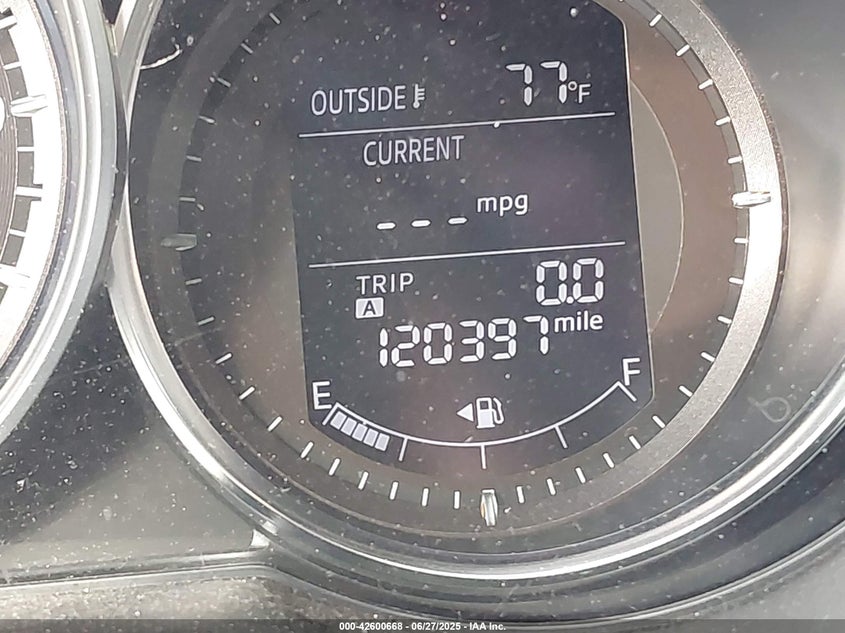 OUTSIDE 77°F
CURRENT
--- mpg
TRIP A 0.0
120397 mile
E F
000-42600668 - 06/27/2025 - IAA Inc.